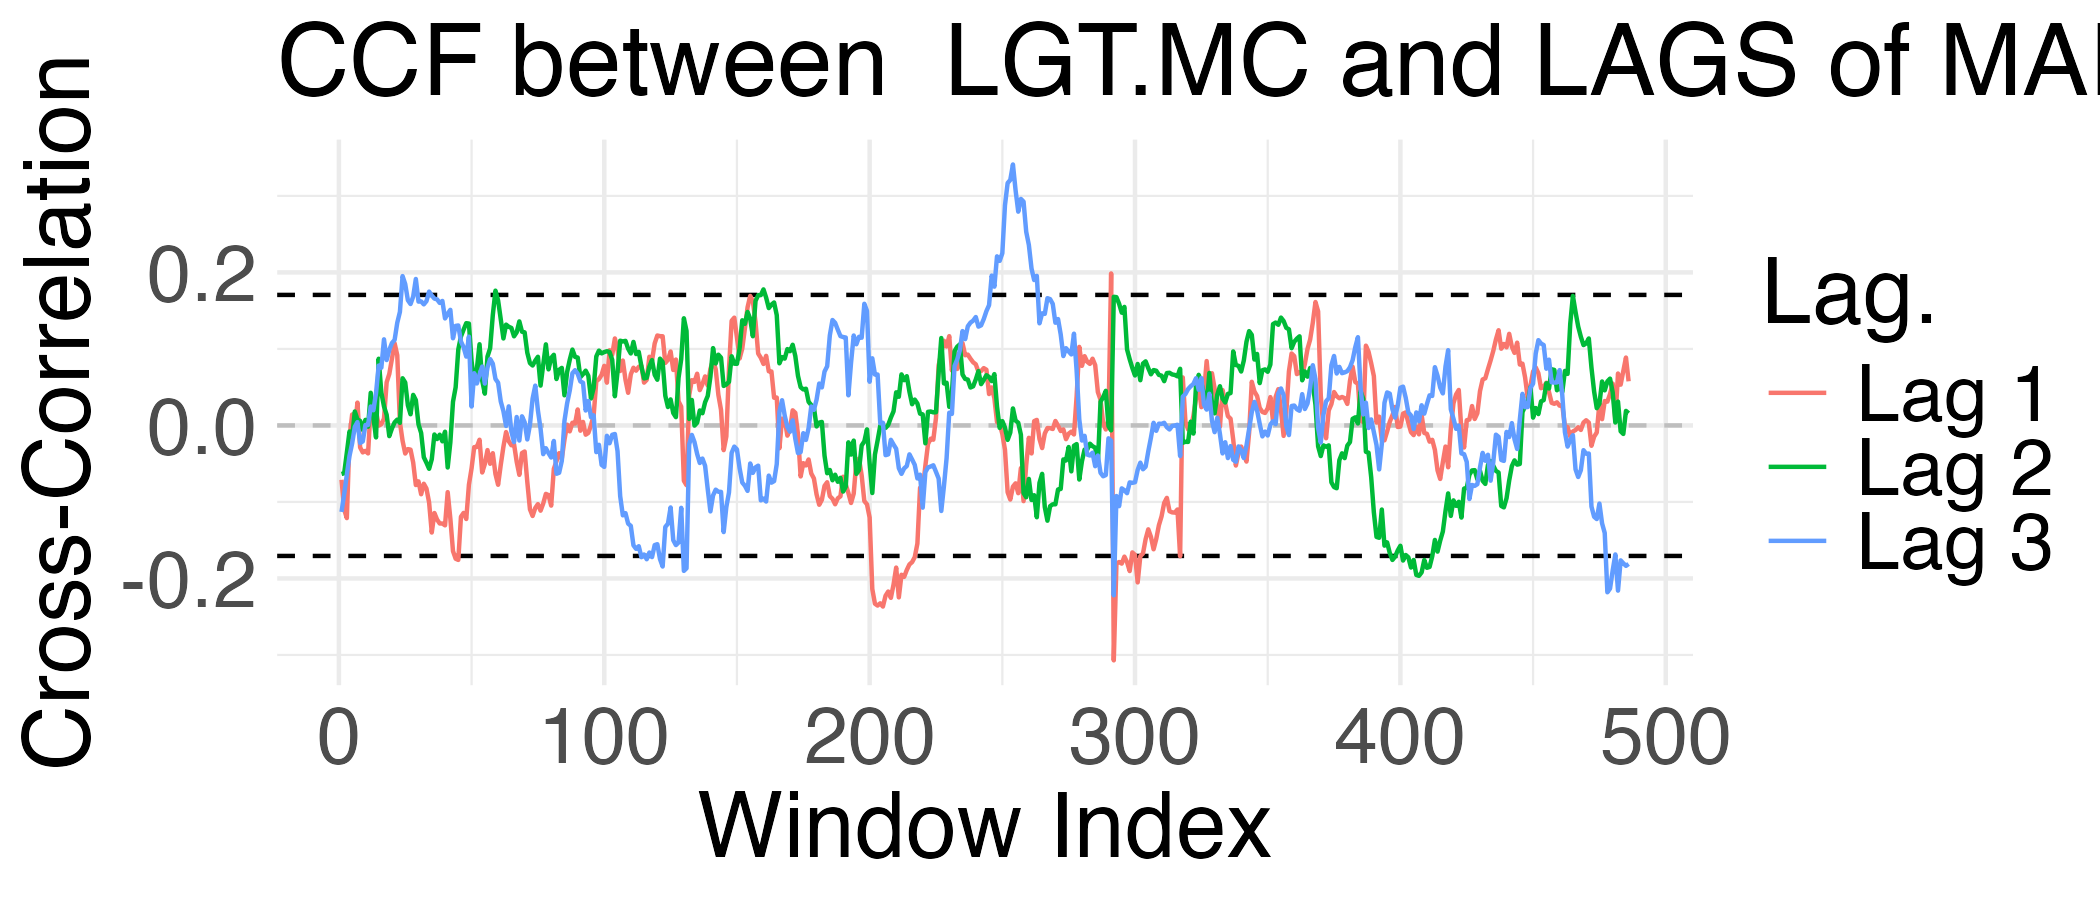 CCF between  LGT.MC and LAGS of
Cross-Correlation
0.2
0.0
-0.2
0
100
200
300
400
500
Window Index
Lag.
Lag 1
Lag 2
Lag 3